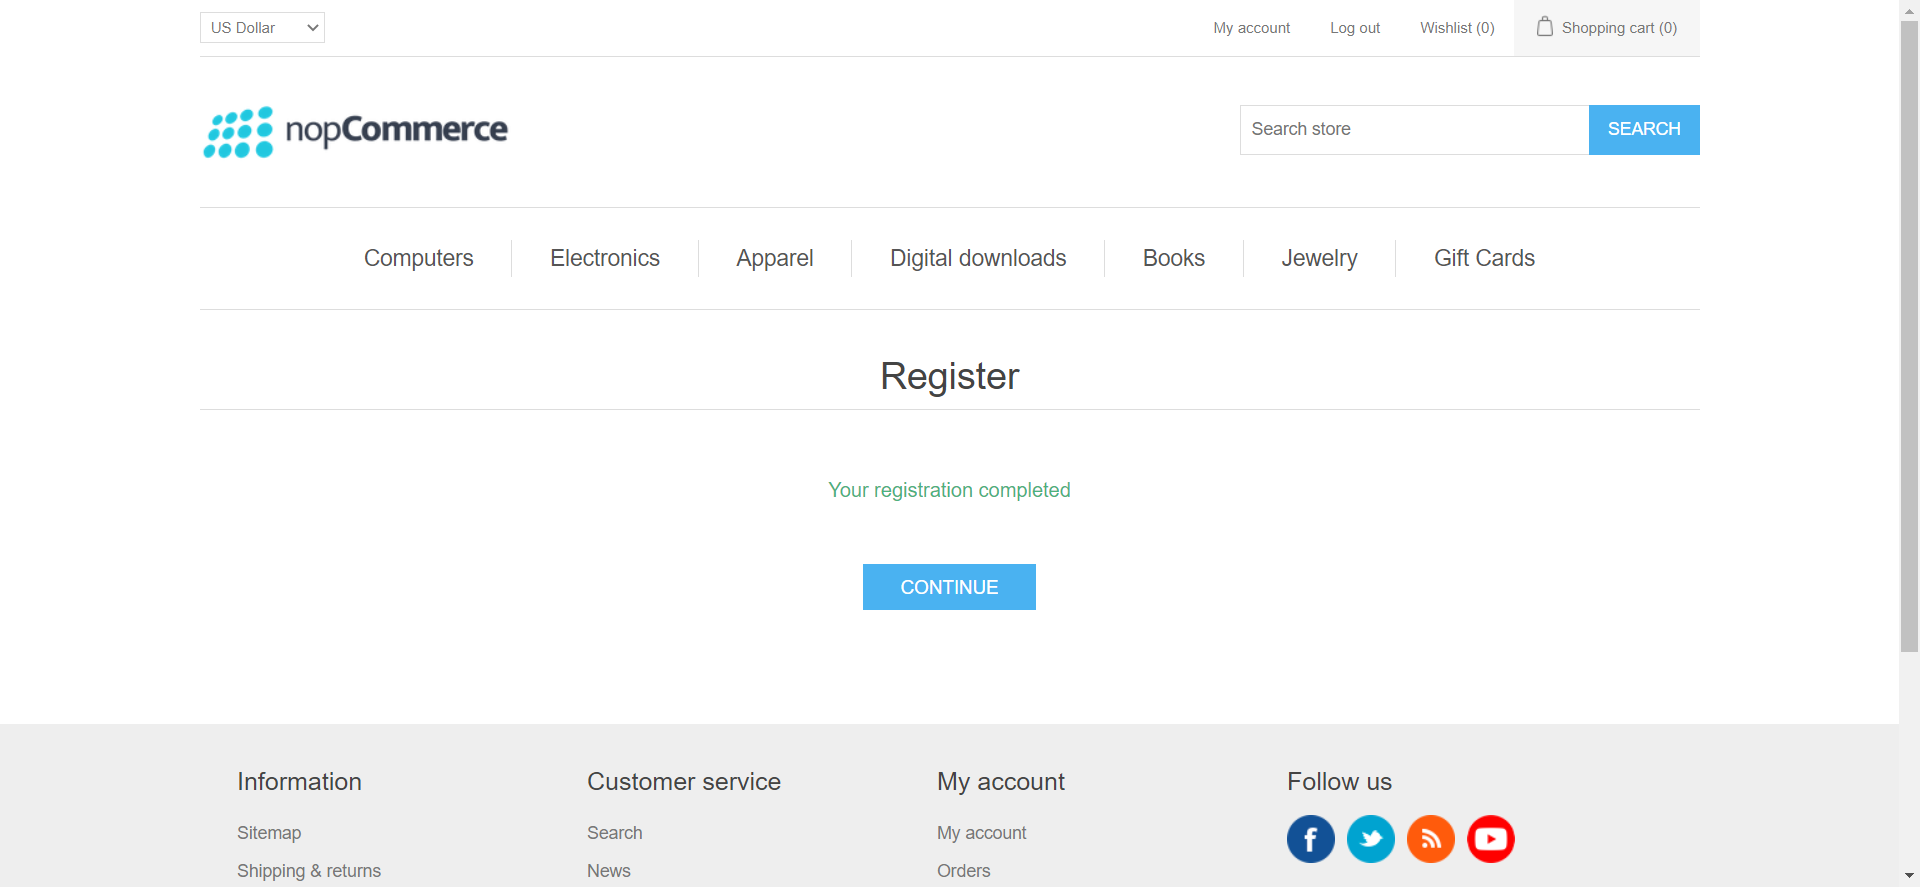 US Dollar
My account
Log out
Wishlist (0)
Shopping cart (0)
nopCommerce
Search store
SEARCH
Computers
Electronics
Apparel
Digital downloads
Books
Jewelry
Gift Cards
Register
Your registration completed
CONTINUE
Information
Customer service
My account
Follow us
Sitemap
Search
My account
Shipping & returns
News
Orders